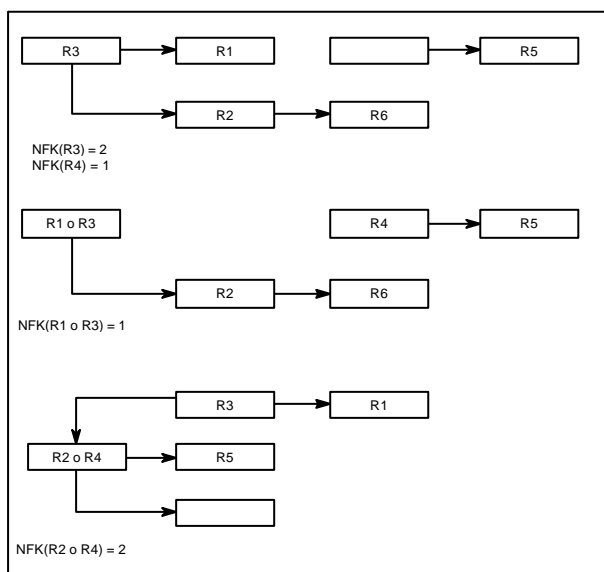 R3 R1 R5
R2 R6
NFK(R3) = 2
NFK(R4) = 1
R1 o R3 R4 R5
R2 R6
NFK(R1 o R3) = 1
R3 R1
R2 o R4 R5
NFK(R2 o R4) = 2